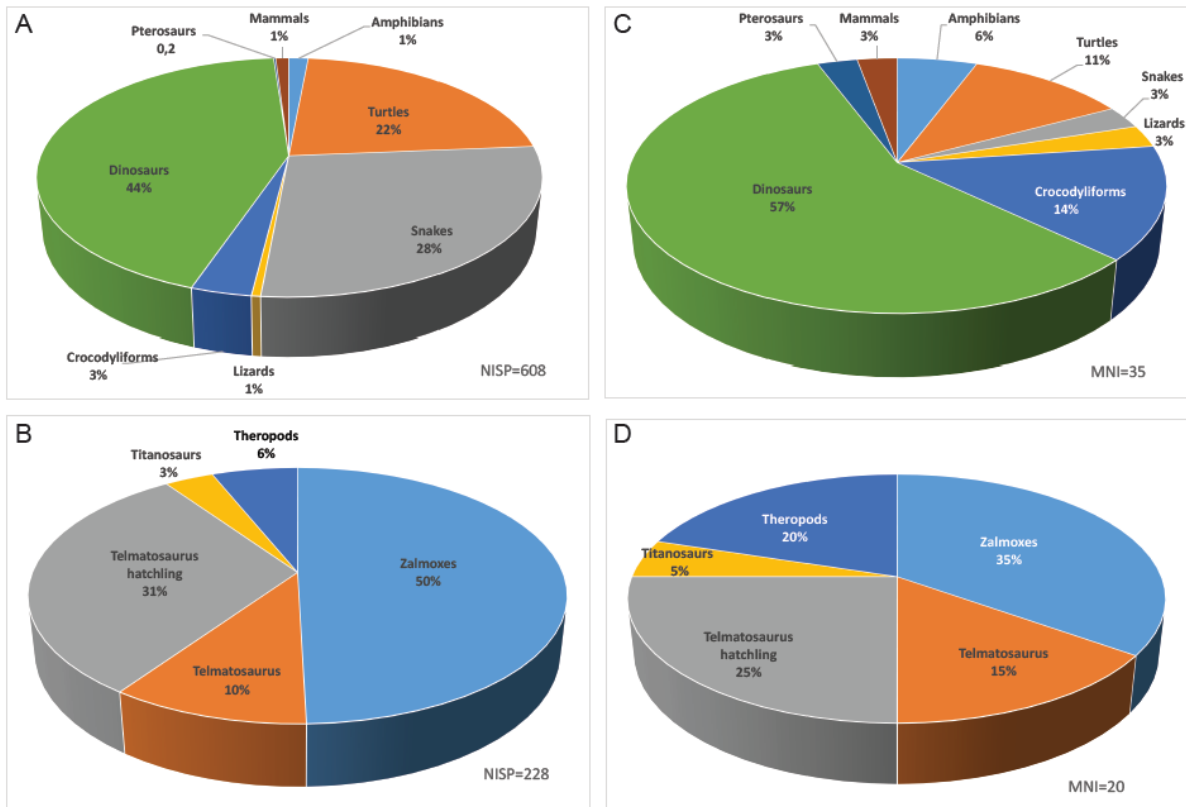 A
Pterosaurs
0,2
Mammals
1%
Amphibians
1%
Turtles
22%
Dinosaurs
44%
Snakes
28%
Crocodyliforms
3%
Lizards
1%
NISP=608
C
Pterosaurs
3%
Mammals
3%
Amphibians
6%
Turtles
11%
Snakes
3%
Lizards
3%
Crocodyliforms
14%
Dinosaurs
57%
MNI=35
B
Theropods
6%
Titanosaurs
3%
Telmatosaurus
hatchling
31%
Zalmoxes
50%
Telmatosaurus
10%
NISP=228
D
Theropods
20%
Zalmoxes
35%
Titanosaurs
5%
Telmatosaurus
hatchling
25%
Telmatosaurus
15%
MNI=20